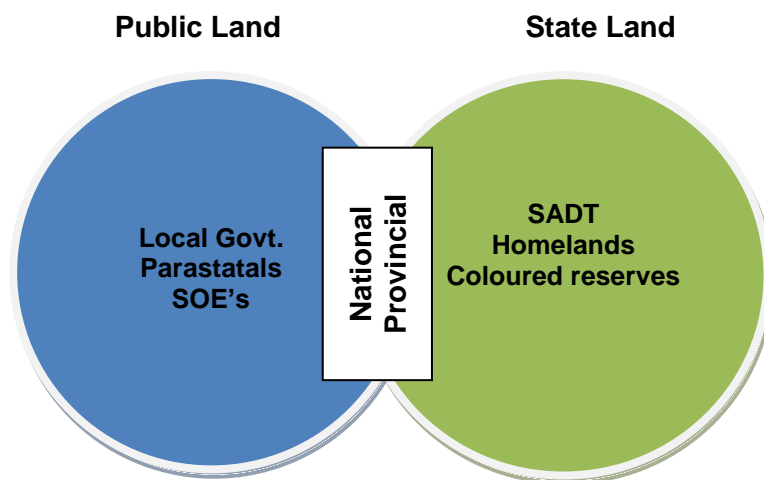 Public Land
State Land
Local Govt.
Parastatals
SOE's
National
Provincial
SADT
Homelands
Coloured reserves